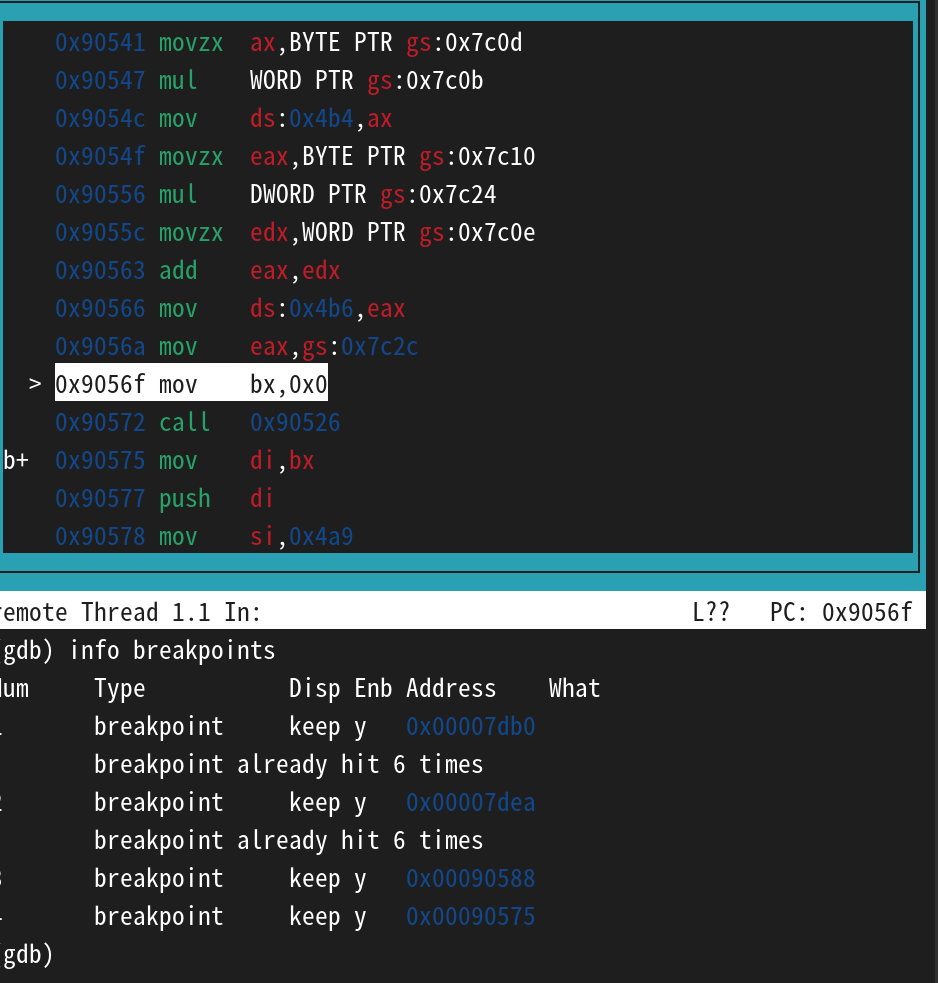 0x90541 movzx ax,BYTE PTR gs:0x7c0d
0x90547 mul WORD PTR gs:0x7c0b
0x9054c mov ds:0x4b4,ax
0x9054f movzx eax,BYTE PTR gs:0x7c10
0x90556 mul DWORD PTR gs:0x7c24
0x9055c movzx edx,WORD PTR gs:0x7c0e
0x90563 add eax,edx
0x90566 mov ds:0x4b6,eax
0x9056a mov eax,gs:0x7c2c
> 0x9056f mov bx,0x0
0x90572 call 0x90526
b+ 0x90575 mov di,bx
0x90577 push di
0x90578 mov si,0x4a9
remote Thread 1.1 In: L?? PC: 0x9056f
(gdb) info breakpoints
Num Type Disp Enb Address What
1 breakpoint keep y 0x00007db0
breakpoint already hit 6 times
2 breakpoint keep y 0x00007dea
breakpoint already hit 6 times
3 breakpoint keep y 0x00090588
4 breakpoint keep y 0x00090575
(gdb)